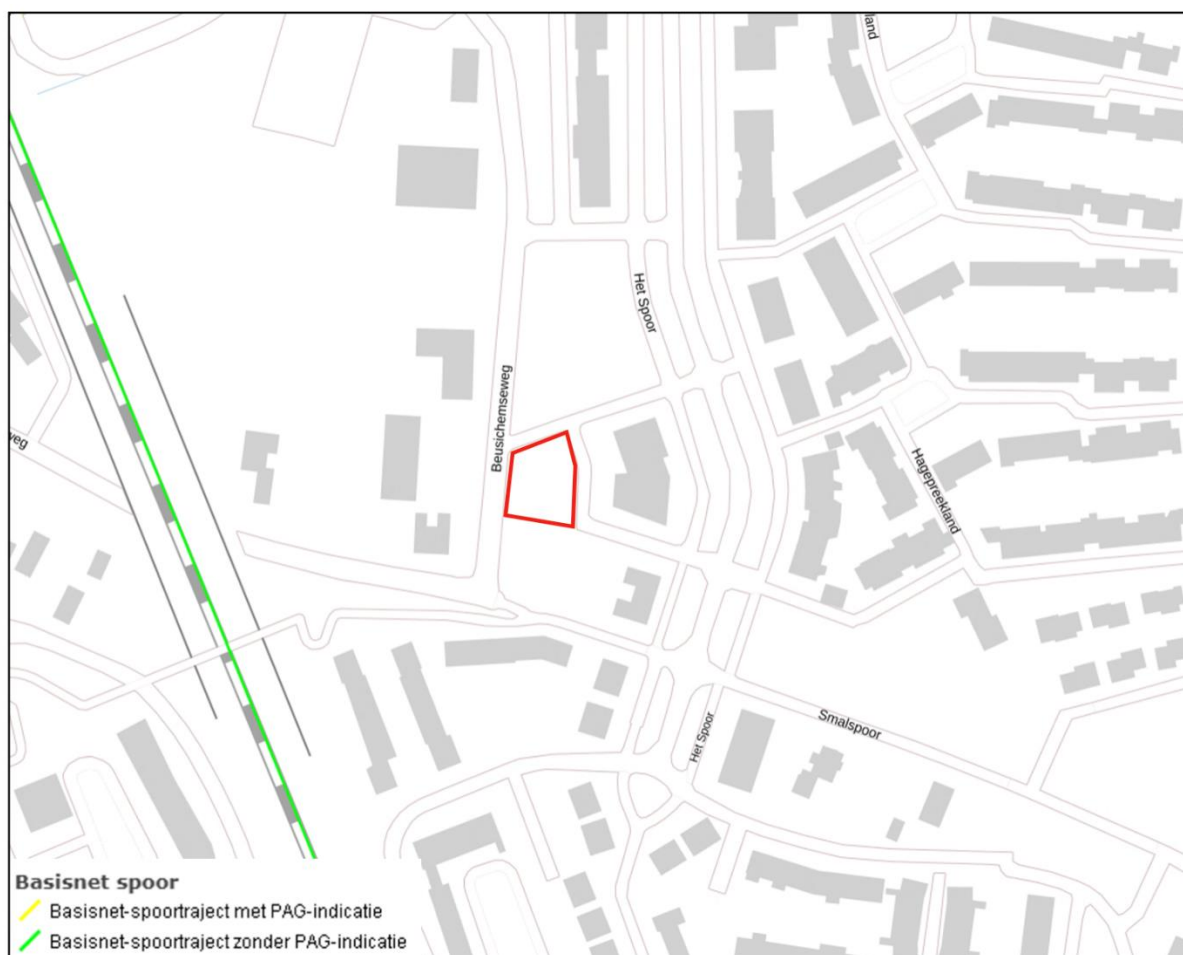 land
Het Spoor
Beusichemseweg
weg
Hagepreekland
Smalspoor
Het Spoor
Basisnet spoor
Basisnet-spoortraject met PAG-indicatie
Basisnet-spoortraject zonder PAG-indicatie